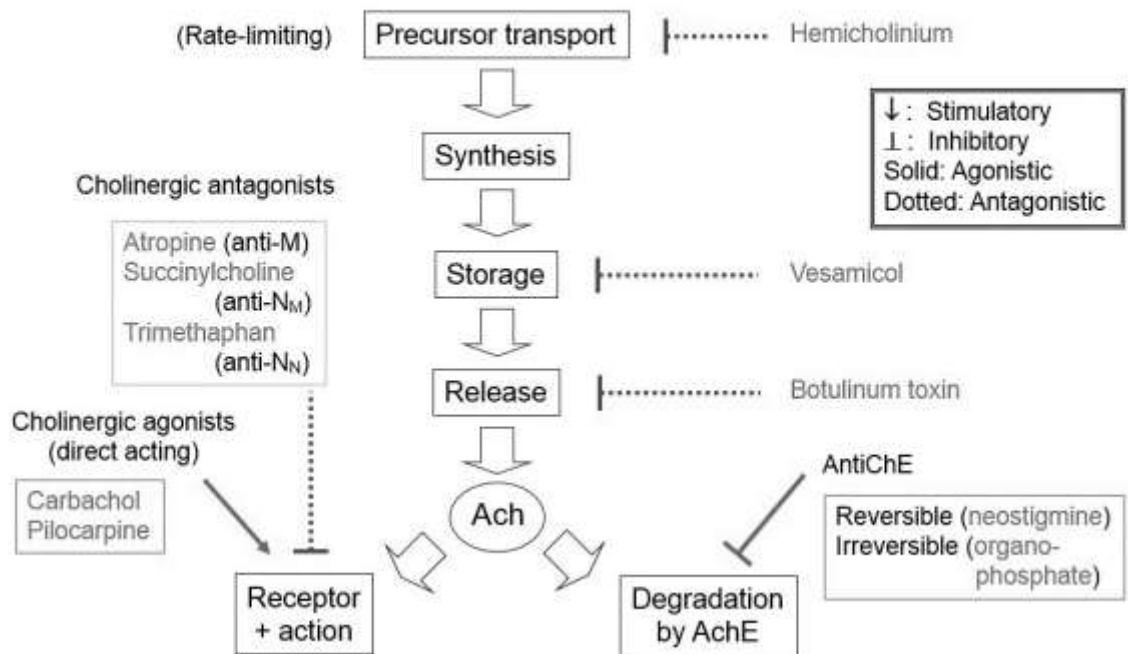 (Rate-limiting)
Precursor transport
Hemicholinium
↓: Stimulatory
⊥: Inhibitory
Solid: Agonistic
Dotted: Antagonistic
Synthesis
Cholinergic antagonists
Atropine (anti-M)
Succinylcholine
(anti-NM)
Trimethaphan
(anti-NN)
Storage
Vesamicol
Release
Botulinum toxin
Cholinergic agonists
(direct acting)
Carbachol
Pilocarpine
Ach
AntiChE
Reversible (neostigmine)
Irreversible (organo-
phosphate)
Receptor
+ action
Degradation
by AchE